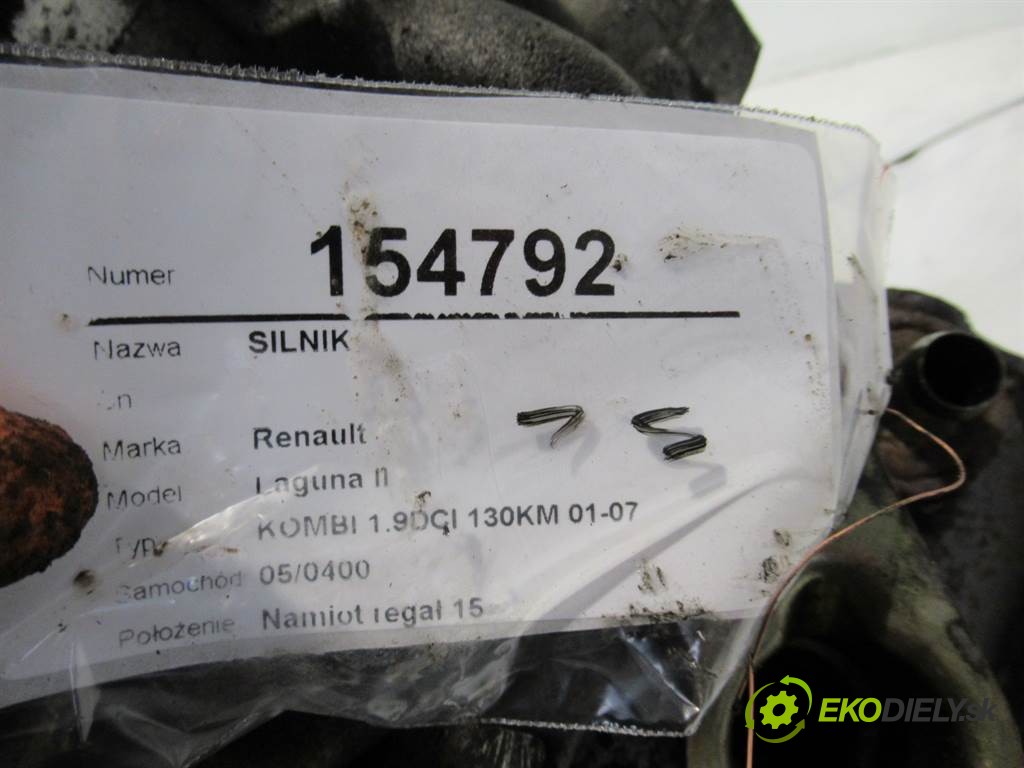 Numer 154792
Nazwa SILNIK
Marka Renault
Model Laguna II
Typ KOMBI 1.9DCI 130KM 01-07
Samochód 05/0400
Położenie Namiot regał 15
EKODIELY.sk